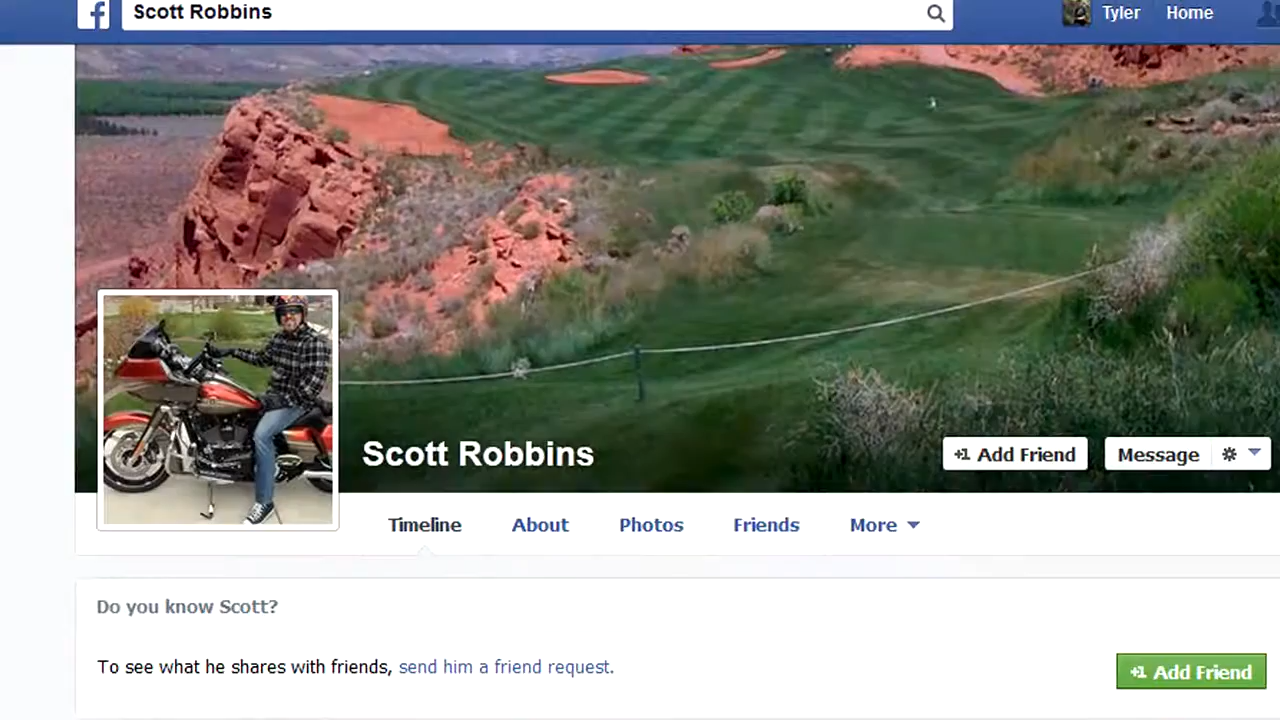 Scott Robbins
Tyler
Home
Scott Robbins
+1 Add Friend
Message
Timeline
About
Photos
Friends
More
Do you know Scott?
To see what he shares with friends, send him a friend request.
+1 Add Friend